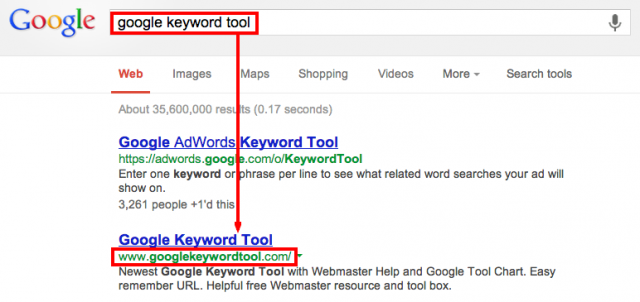 Google google keyword tool
Web Images Maps Shopping Videos More Search tools
About 35,600,000 results (0.17 seconds)
Google AdWords Keyword Tool
https://adwords.google.com/o/KeywordTool
Enter one keyword or phrase per line to see what related word searches your ad will
show on.
3,261 people +1'd this
Google Keyword Tool
www.googlekeywordtool.com/
Newest Google Keyword Tool with Webmaster Help and Google Tool Chart. Easy
remember URL. Helpful free Webmaster resource and tool box.